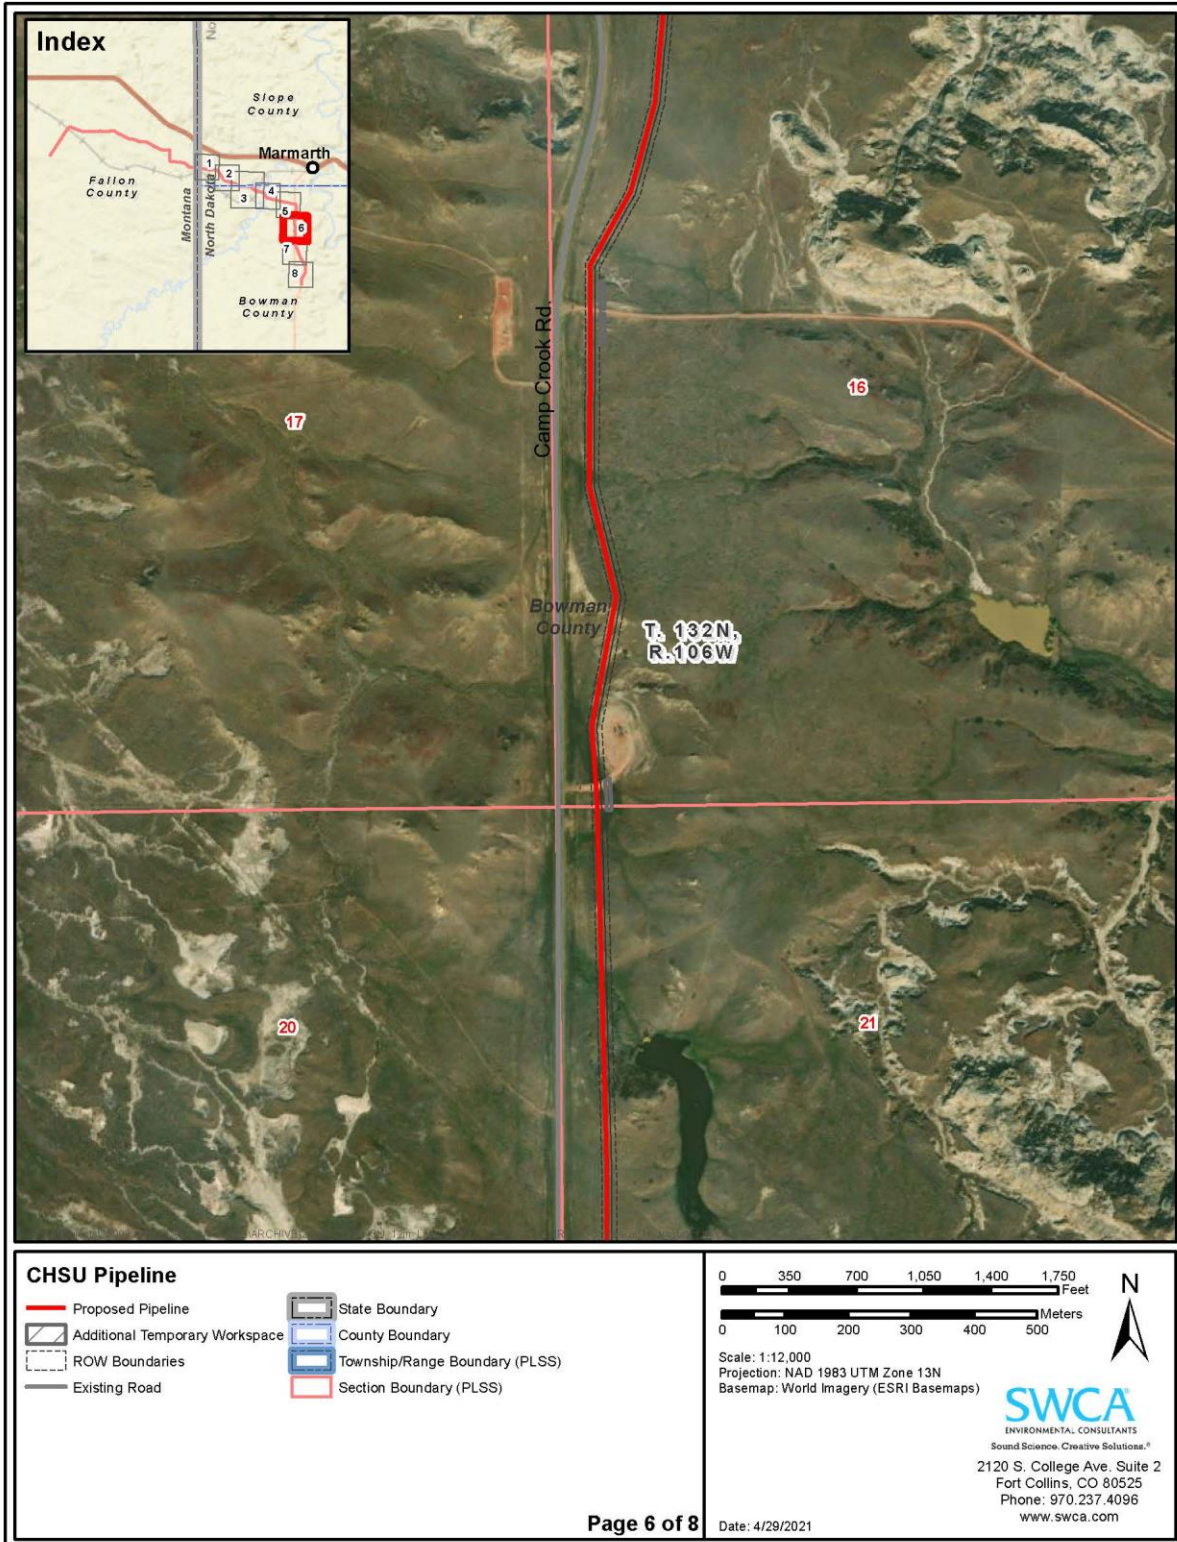 Index
No
Slope
County
Marmarth
Fallon
County
Montana
North Dakota
1
2
3
4
5
6
7
8
Bowman
County
Camp Crook Rd.
17
16
Bowman
County
T. 132N,
R.106W
20
21
CHSU Pipeline
Proposed Pipeline
Additional Temporary Workspace
ROW Boundaries
Existing Road
State Boundary
County Boundary
Township/Range Boundary (PLSS)
Section Boundary (PLSS)
Page 6 of 8
0 350 700 1,050 1,400 1,750
Feet
Meters
0 100 200 300 400 500
N
Scale: 1:12,000
Projection: NAD 1983 UTM Zone 13N
Basemap: World Imagery (ESRI Basemaps)
SWCA®
ENVIRONMENTAL CONSULTANTS
Sound Science. Creative Solutions.®
2120 S. College Ave. Suite 2
Fort Collins, CO 80525
Phone: 970.237.4096
www.swca.com
Date: 4/29/2021